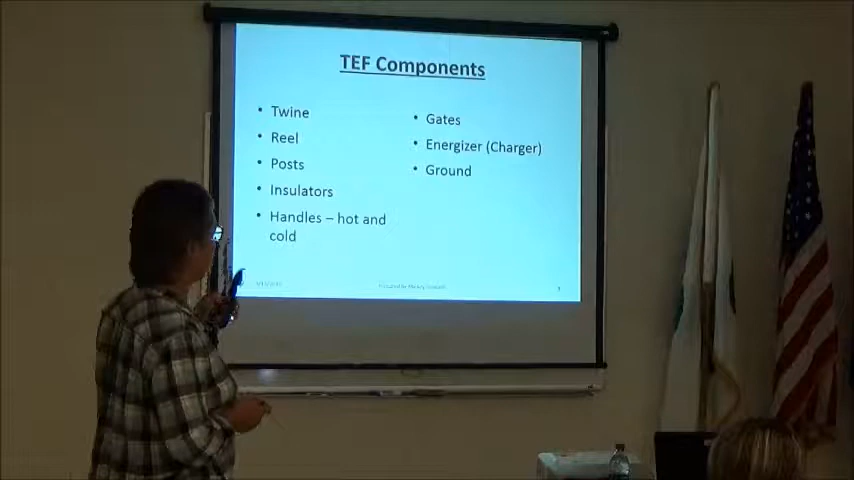 TEF Components
• Twine
• Reel
• Posts
• Insulators
• Handles – hot and
cold
• Gates
• Energizer (Charger)
• Ground